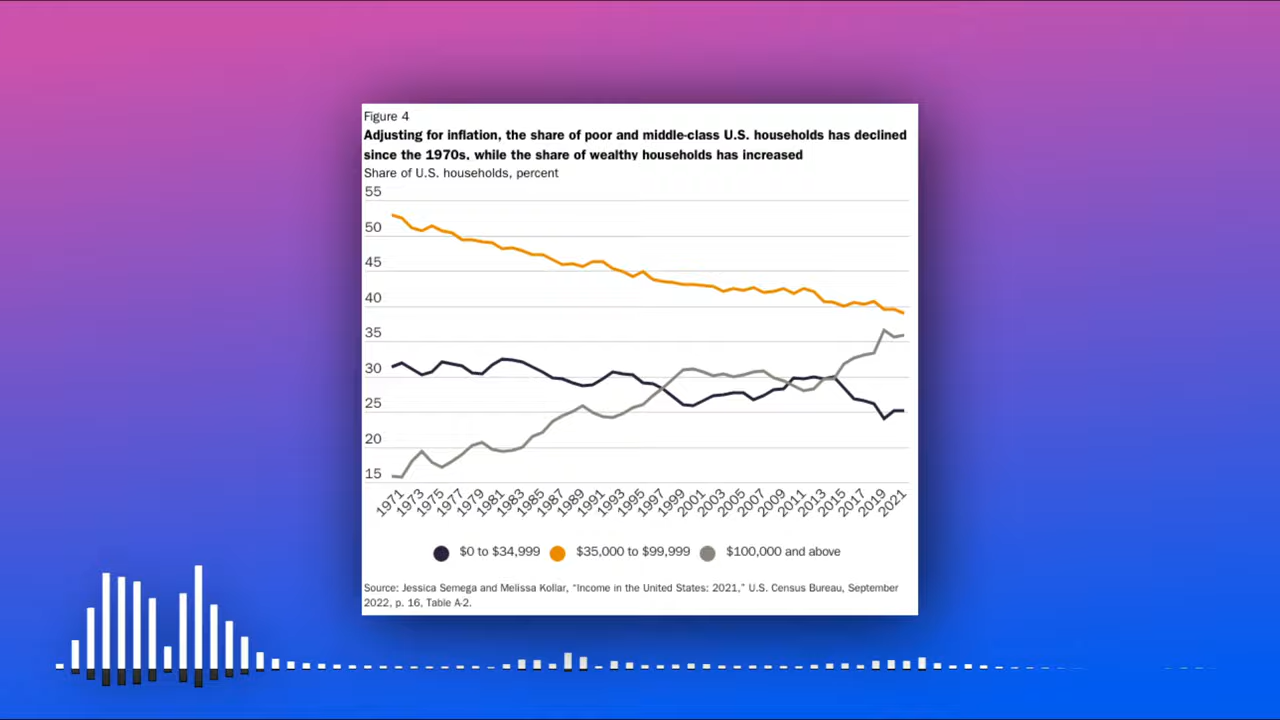 Figure 4
Adjusting for inflation, the share of poor and middle-class U.S. households has declined
since the 1970s. while the share of wealthy households has increased
Share of U.S. households, percent
55
50
45
40
35
30
25
20
15
1971 1973 1975 1977 1979 1981 1983 1985 1987 1989 1991 1993 1995 1997 1999 2001 2003 2005 2007 2009 2011 2013 2015 2017 2019 2021
$0 to $34,999 $35,000 to $99,999 $100,000 and above
Source: Jessica Semega and Melissa Kollar, “Income in the United States: 2021,” U.S. Census Bureau, September
2022, p. 16, Table A-2.